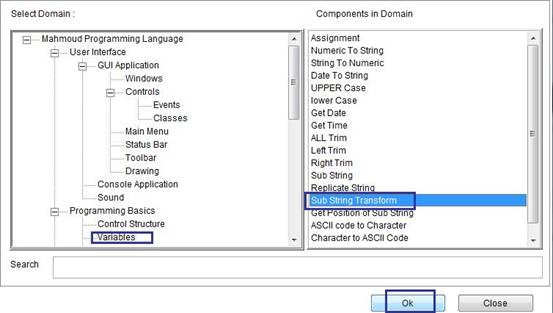 Select Domain :
Components in Domain
Mahmoud Programming Language
User Interface
GUI Application
Windows
Controls
Events
Classes
Main Menu
Status Bar
Toolbar
Drawing
Console Application
Sound
Programming Basics
Control Structure
Variables
Assignment
Numeric To String
String To Numeric
Date To String
UPPER Case
lower Case
Get Date
Get Time
ALL Trim
Left Trim
Right Trim
Sub String
Replicate String
Sub String Transform
Get Position of Sub String
ASCII code to Character
Character to ASCII Code
Search
Ok
Close